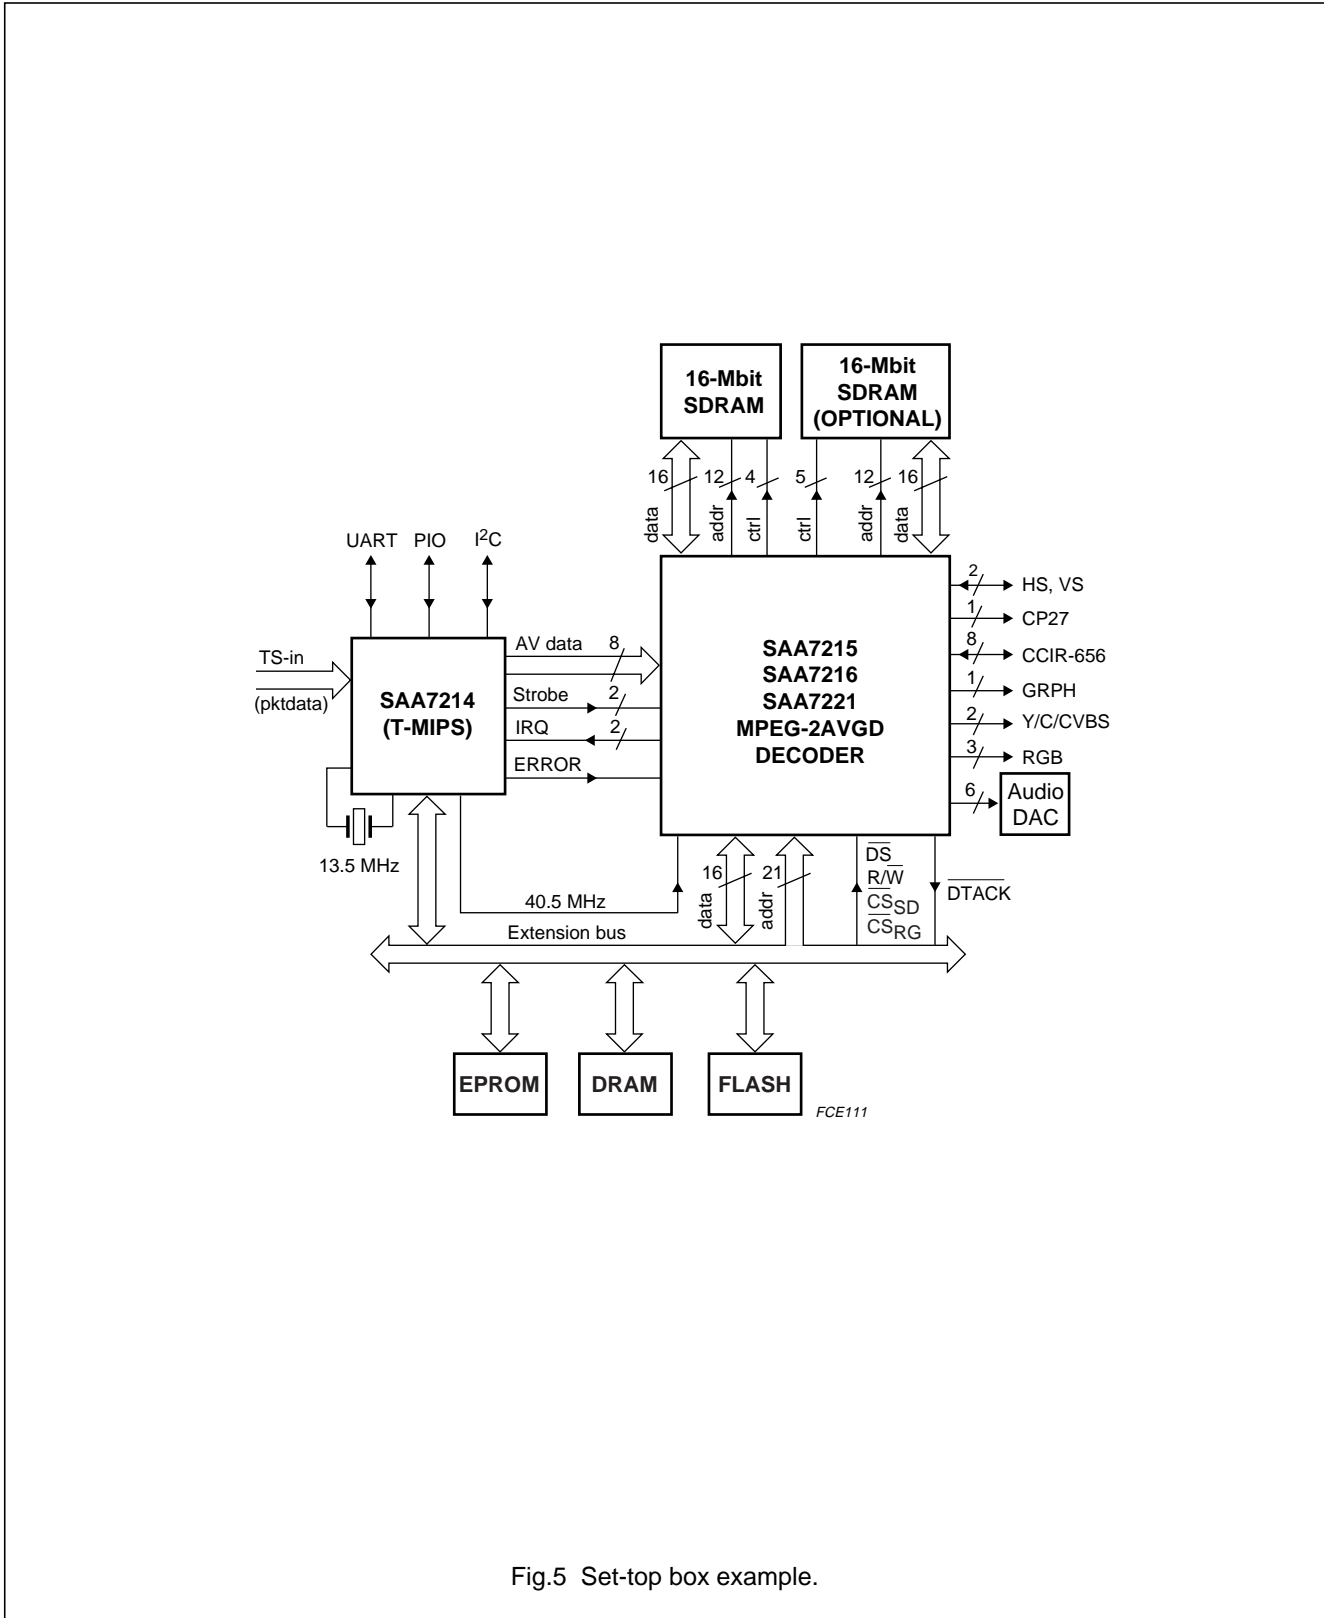 16-Mbit
SDRAM
16-Mbit
SDRAM
(OPTIONAL)
16
12
4
5
12
16
data
addr
ctrl
ctrl
addr
data
UART
PIO
I²C
TS-in
(pktdata)
SAA7214
(T-MIPS)
13.5 MHz
AV data
8
Strobe
2
IRQ
2
ERROR
SAA7215
SAA7216
SAA7221
MPEG-2AVGD
DECODER
2
HS, VS
1
CP27
8
CCIR-656
1
GRPH
2
Y/C/CVBS
3
RGB
6
Audio
DAC
40.5 MHz
16
data
21
addr
D̅S̅
R/W̅
C̅S̅SD
C̅S̅RG
D̅T̅A̅C̅K̅
Extension bus
EPROM
DRAM
FLASH
FCE111
Fig.5 Set-top box example.